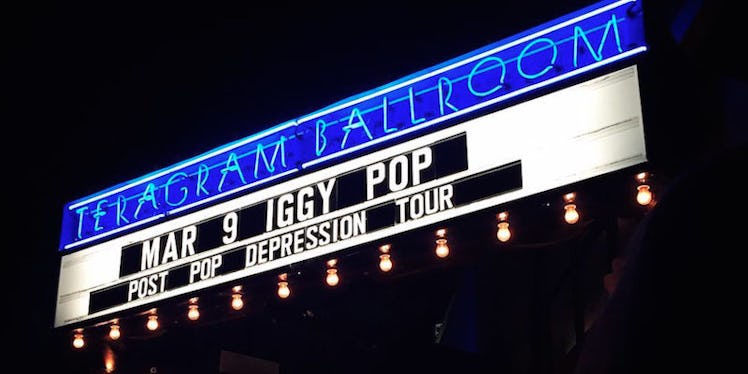 TERAGRAM BALLROOM
MAR 9 IGGY POP
POST POP DEPRESSION TOUR